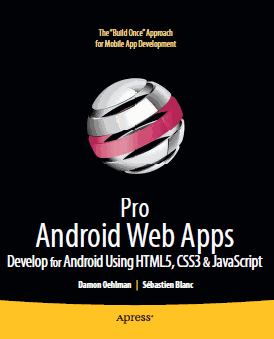 The "Build Once" Approach
for Mobile App Development
Pro
Android Web Apps
Develop for Android Using HTML5, CSS3 & JavaScript
Damon Oehlman | Sébastien Blanc
Apress®